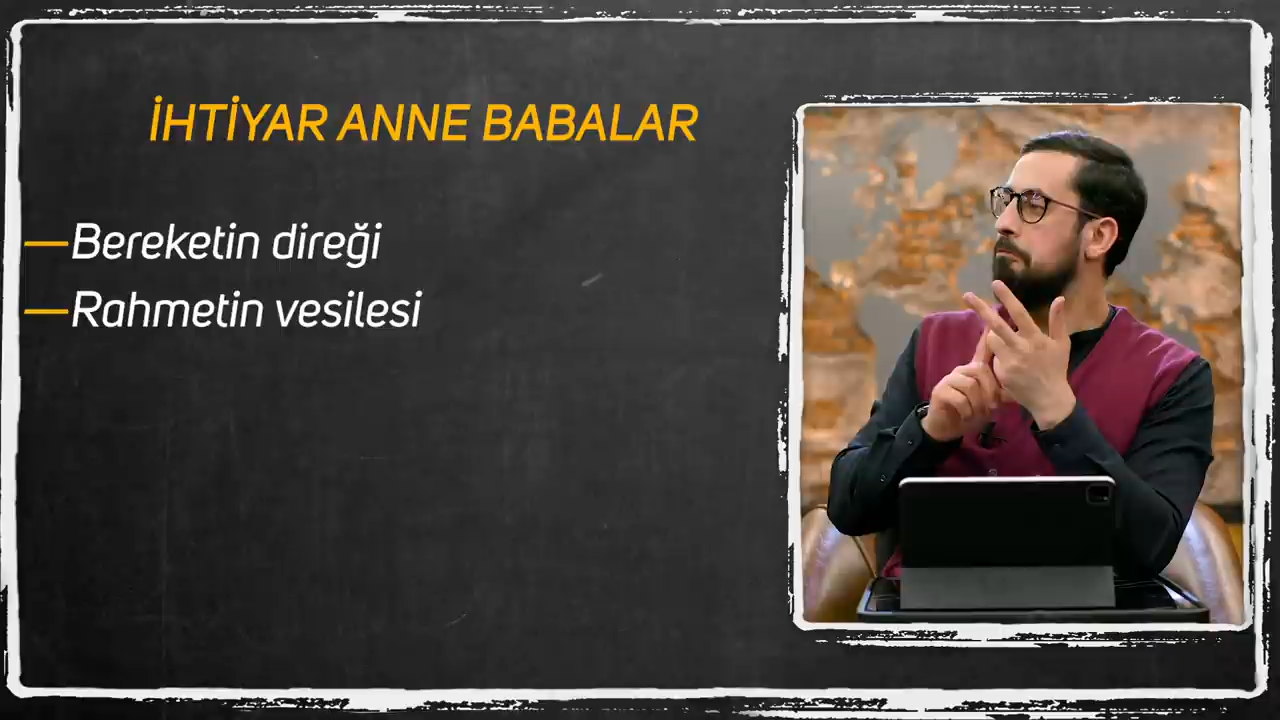 İHTİYAR ANNE BABALAR
—Bereketin direği
—Rahmetin vesilesi